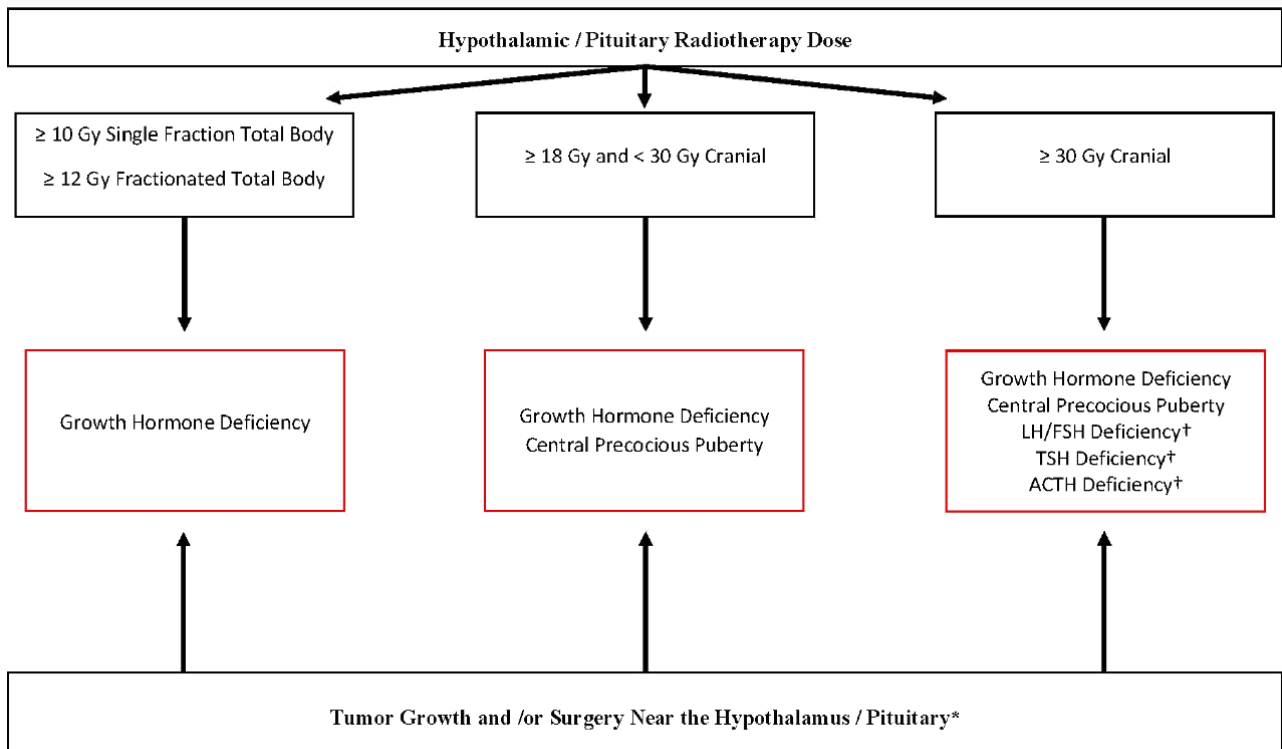 Hypothalamic / Pituitary Radiotherapy Dose
≥ 10 Gy Single Fraction Total Body
≥ 12 Gy Fractionated Total Body
≥ 18 Gy and < 30 Gy Cranial
≥ 30 Gy Cranial
Growth Hormone Deficiency
Growth Hormone Deficiency
Central Precocious Puberty
Growth Hormone Deficiency
Central Precocious Puberty
LH/FSH Deficiency†
TSH Deficiency†
ACTH Deficiency†
Tumor Growth and /or Surgery Near the Hypothalamus / Pituitary*